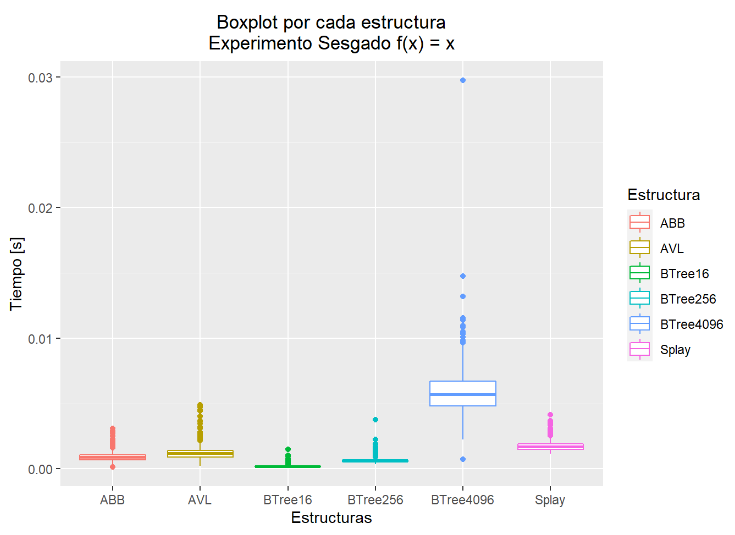 Boxplot por cada estructura
Experimento Sesgado f(x) = x
0.03
0.02
0.01
0.00
Tiempo [s]
ABB
AVL
BTree16
BTree256
BTree4096
Splay
Estructuras
Estructura
ABB
AVL
BTree16
BTree256
BTree4096
Splay